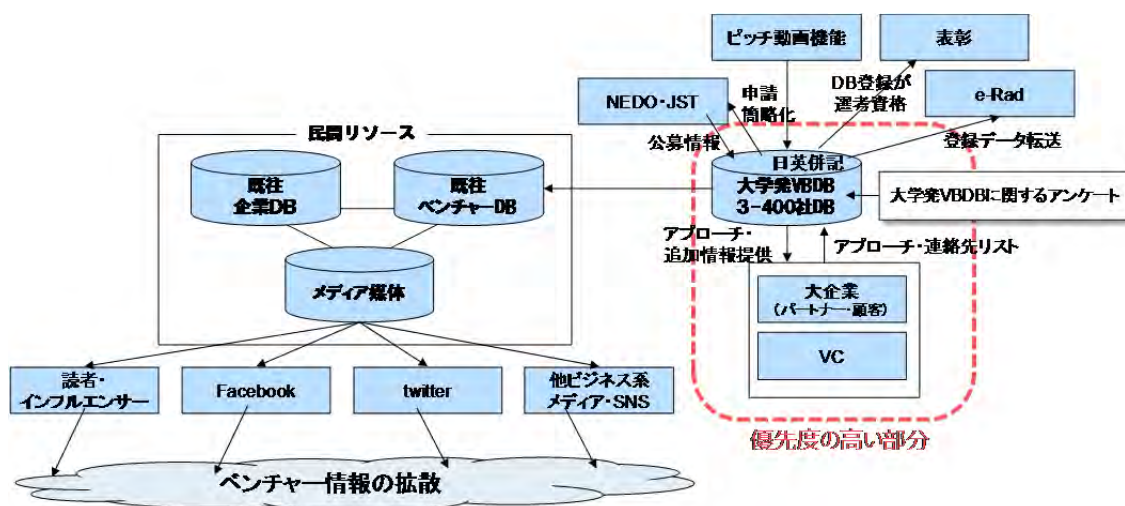 ピッチ動画機能
表彰
NEDO・JST
申請
簡略化
DB登録が
選考資格
e-Rad
公募情報
登録データ転送
民間リソース
既往
企業DB
既往
ベンチャーDB
メディア媒体
日英併記
大学発VBDB
3-400社DB
大学発VBDBに関するアンケート
アプローチ・
追加情報提供
アプローチ・連絡先リスト
大企業
(パートナー・顧客)
VC
優先度の高い部分
読者・
インフルエンサー
Facebook
twitter
他ビジネス系
メディア・SNS
ベンチャー情報の拡散